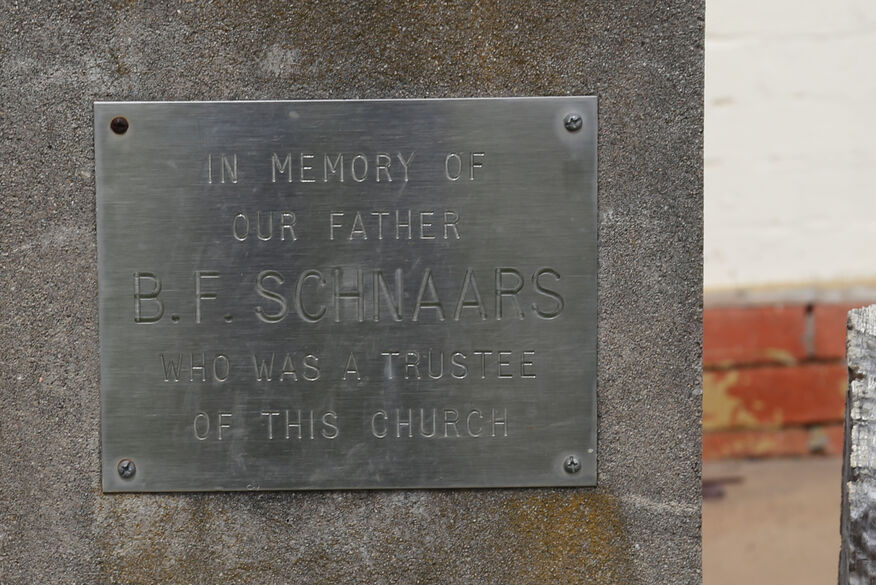 IN MEMORY OF
OUR FATHER
B.F. SCHNAARS
WHO WAS A TRUSTEE
OF THIS CHURCH